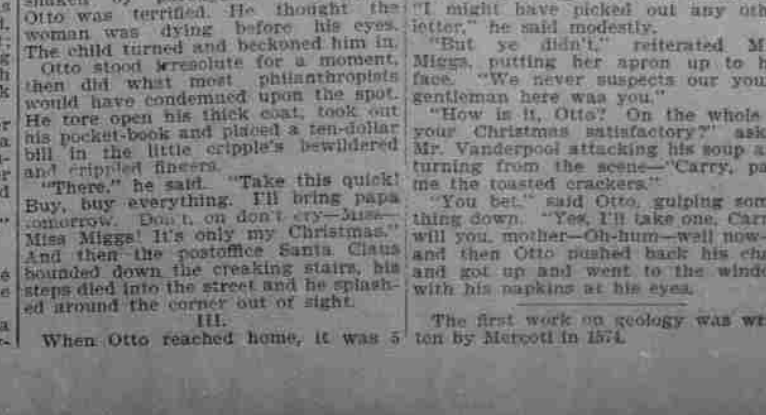 Otto was terrified. He thought the
woman was dying before his eyes.
The child turned and beckoned him in.
Otto stood irresolute for a moment,
then did what most philanthropists
would have condemned upon the spot.
He tore open his thick coat, took out
his pocket-book and placed a ten-dollar
bill in the little cripple's bewildered
and crippled fingers.
"There," he said. "Take this quick!
Buy, buy everything. I'll bring papa
tomorrow. Don't, on don't cry—Miss—
Miss Miggs! It's only my Christmas."
And then the postoffice Santa Claus
bounded down the creaking stairs, his
steps died into the street and he splash-
ed around the corner out of sight.
III.
When Otto reached home, it was 5
"I might have picked out any
letter," he said modestly.
"But ye didn't," reiterated
Miggs, putting her apron up to
face. "We never suspects our
gentleman here was you."
"How is it, Otto? On the whole
your Christmas satisfactory?"
Mr. Vanderpool attacking his soup
turning from the scene—"Carry,
me the toasted crackers."
"You bet," said Otto, gulping
thing down. "Yes, I'll take one,
will you, mother—Oh-hum—well now—
and then Otto pushed back his
and got up and went to the
with his napkins at his eyes.
The first work on geology was
ten by Mercoti in 1574.